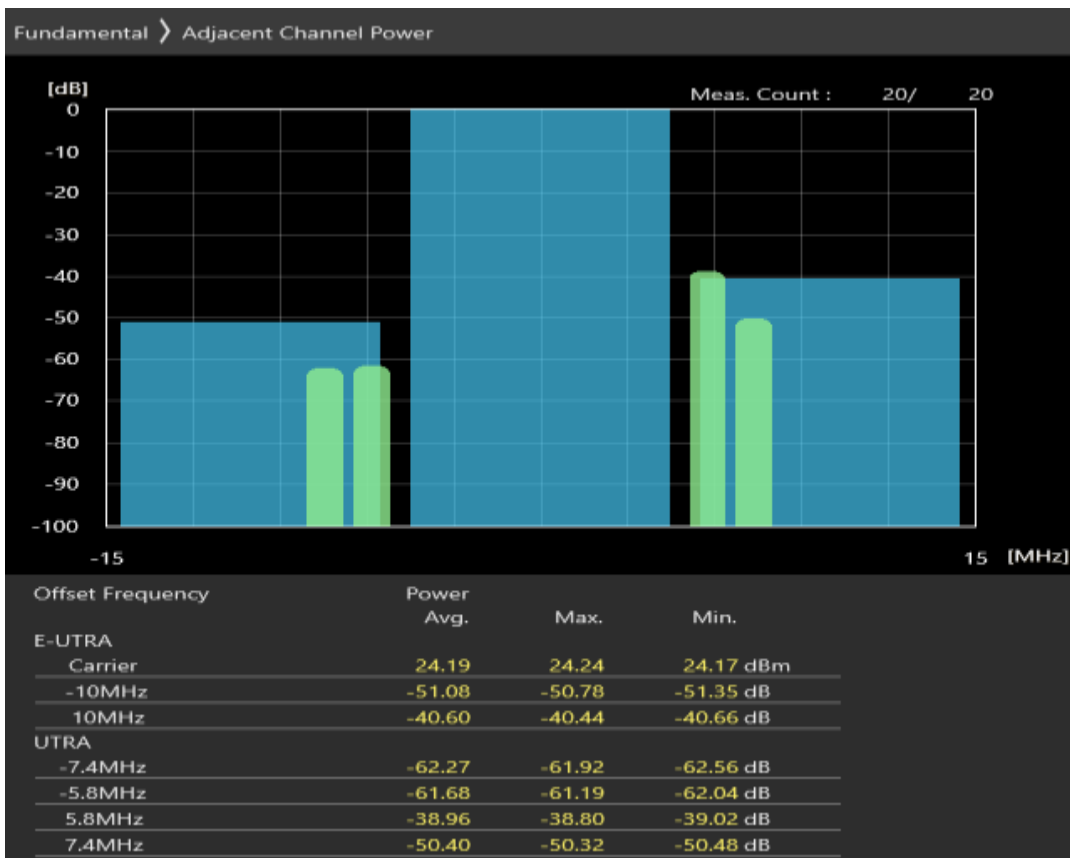 Fundamental ❯ Adjacent Channel Power
[dB]
Meas. Count : 20/ 20
0
-10
-20
-30
-40
-50
-60
-70
-80
-90
-100
-15 15 [MHz]
Offset Frequency Power
Avg. Max. Min.
E-UTRA
Carrier 24.19 24.24 24.17 dBm
-10MHz -51.08 -50.78 -51.35 dB
10MHz -40.60 -40.44 -40.66 dB
UTRA
-7.4MHz -62.27 -61.92 -62.56 dB
-5.8MHz -61.68 -61.19 -62.04 dB
5.8MHz -38.96 -38.80 -39.02 dB
7.4MHz -50.40 -50.32 -50.48 dB